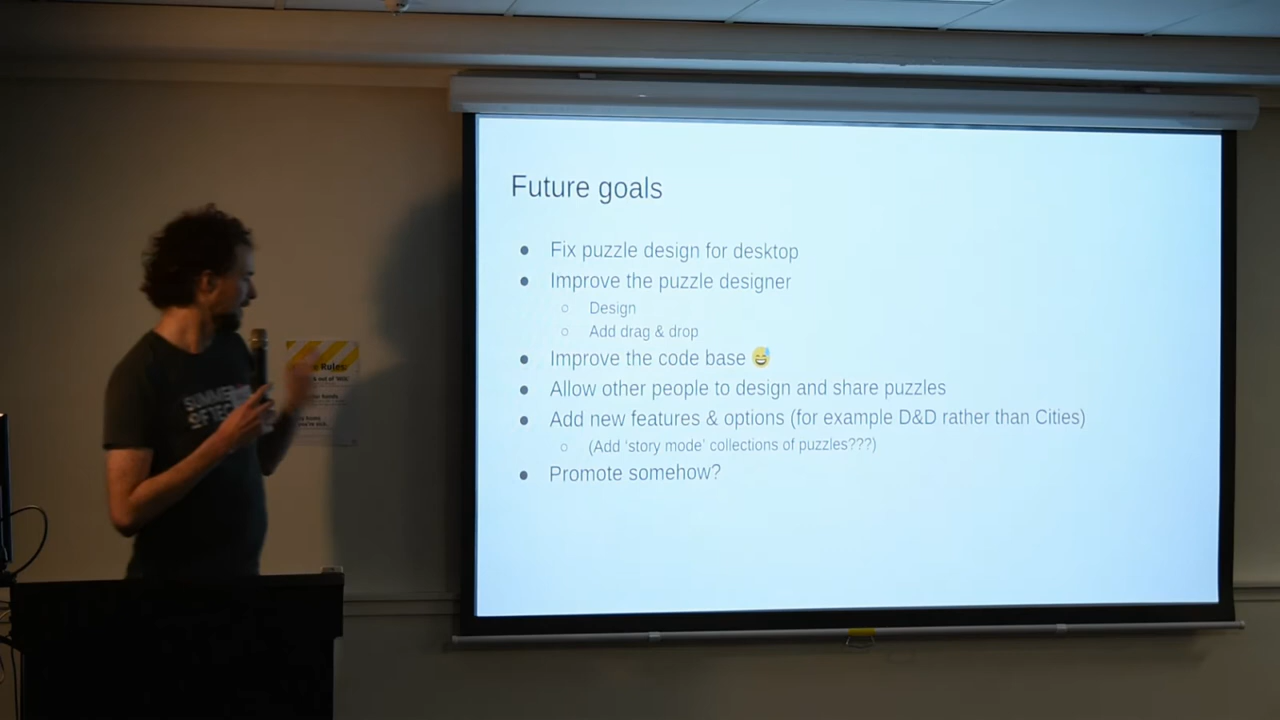 Future goals
Fix puzzle design for desktop
Improve the puzzle designer
Design
Add drag & drop
Improve the code base 😅
Allow other people to design and share puzzles
Add new features & options (for example D&D rather than Cities)
(Add 'story mode' collections of puzzles???)
Promote somehow?
Rules